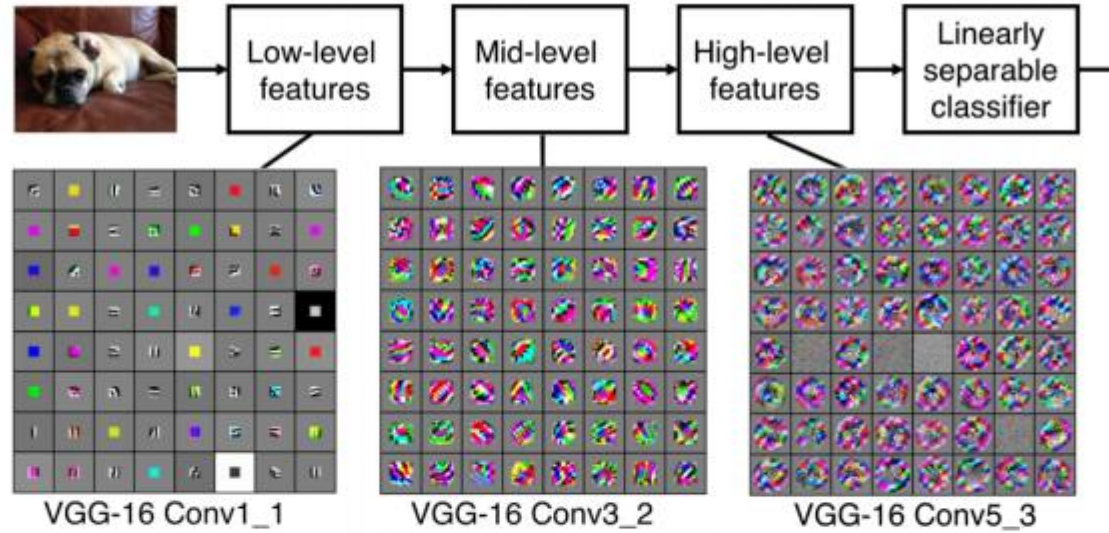 Low-level
features
Mid-level
features
High-level
features
Linearly
separable
classifier
VGG-16 Conv1_1
VGG-16 Conv3_2
VGG-16 Conv5_3